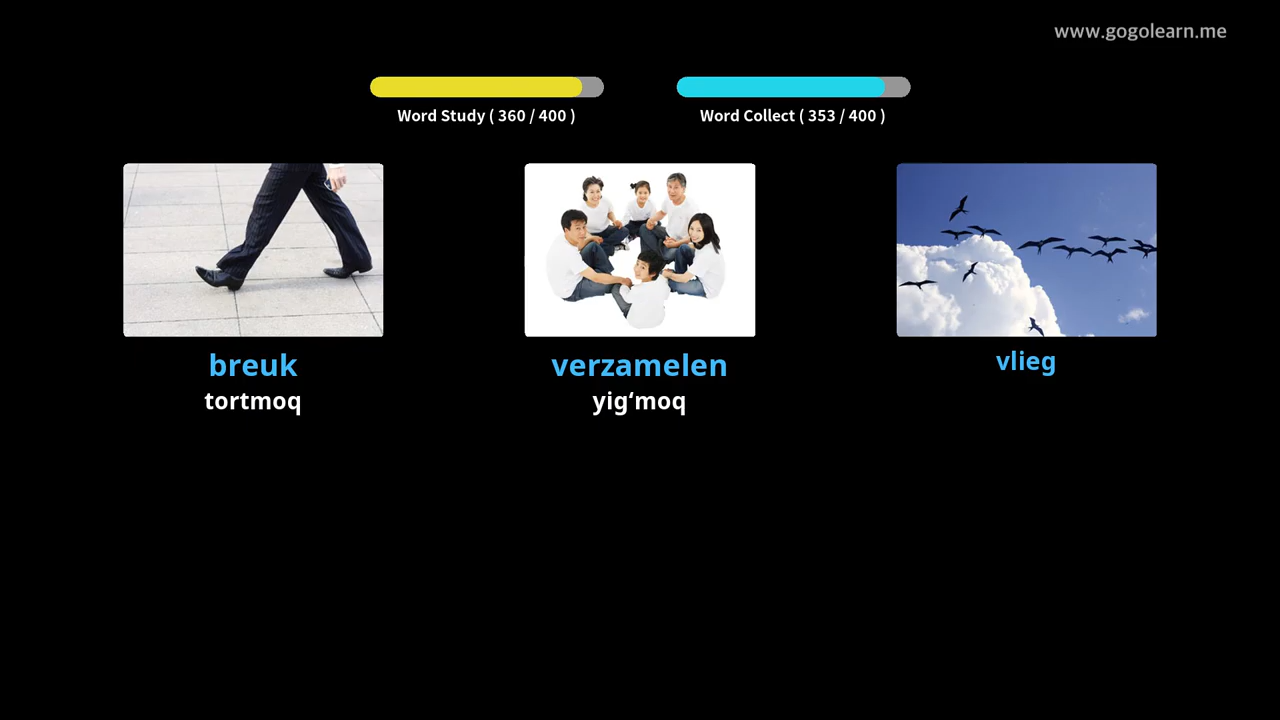 www.gogolearn.me
Word Study ( 360 / 400 )
Word Collect ( 353 / 400 )
breuk
tortmoq
verzamelen
yig‘moq
vlieg